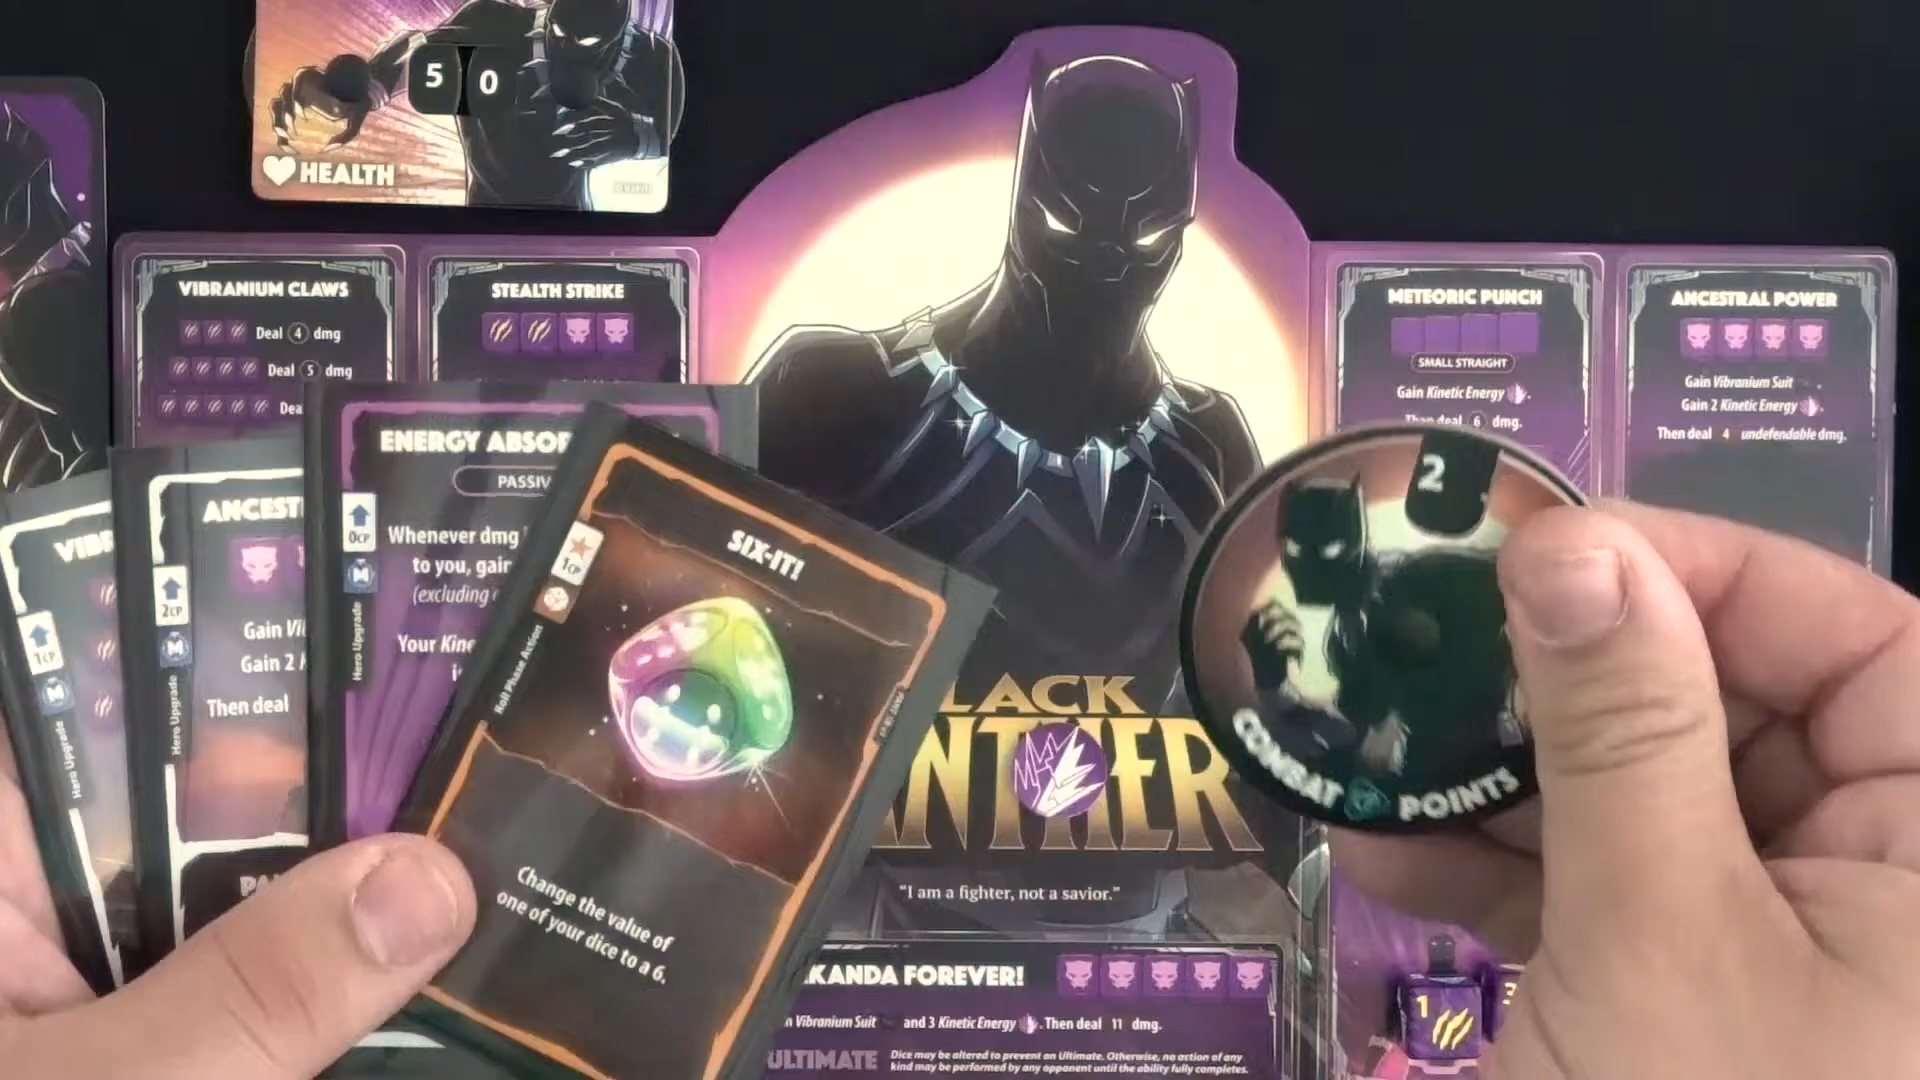 5 0
HEALTH
VIBRANIUM CLAWS
Deal 4 dmg
Deal 5 dmg
Dea
STEALTH STRIKE
METEORIC PUNCH
SMALL STRAIGHT
Gain Kinetic Energy .
Then deal 6 dmg.
ANCESTRAL POWER
Gain Vibranium Suit .
Gain 2 Kinetic Energy .
Then deal 4 undefendable dmg.
VIB
1CP
Hero Upgrade
ANCEST
2CP
Hero Upgrade
Gain Vi
Gain 2
Then deal
ENERGY ABSOR
PASSIV
0CP
Hero Upgrade
Whenever dmg
to you, gain
(excluding
Your Kine
SIX-IT!
1CP
Roll Phase Action
Change the value of
one of your dice to a 6.
2
COMBAT POINTS
LACK
ANTHER
"I am a fighter, not a savior."
KANDA FOREVER!
n Vibranium Suit and 3 Kinetic Energy . Then deal 11 dmg.
ULTIMATE
Dice may be altered to prevent an Ultimate. Otherwise, no action of any
kind may be performed by any opponent until the ability fully completes.
1
3